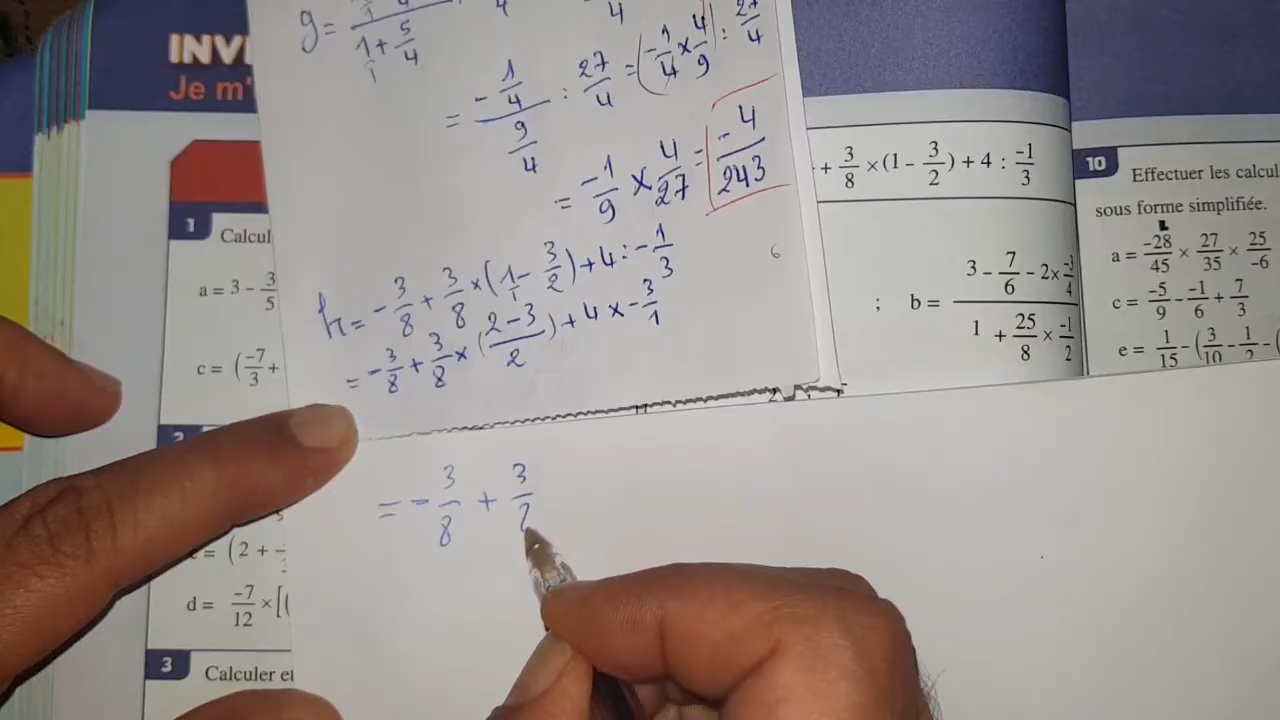 g = 1 + 5/4
= (-1/4)/(9/4) : 27/4 = (-1/4 × 4/9) : 27/4
= -1/9 × 4/27 = -4/243
6
h = -3/8 + 3/8 × (1/1 - 3/2) + 4 : -1/3
= -3/8 + 3/8 × ((2-3)/2) + 4 × -3/1
= -3/8 + 3/
INV
Je m'
1 Calcul
a = 3 - 3/5
c = (-7/3 +
2
= (2 +
d = -7/12 × [(
3 Calculer et
+ 3/8 × (1 - 3/2) + 4 : -1/3
; b = (3 - 7/6 - 2 × -3/4)/(1 + 25/8 × -1/2)
10 Effectuer les calcul
sous forme simplifiée.
a = -28/45 × 27/35 × 25/-6
c = -5/9 - -1/6 + 7/3
e = 1/15 - (3/10 - 1/2 - (